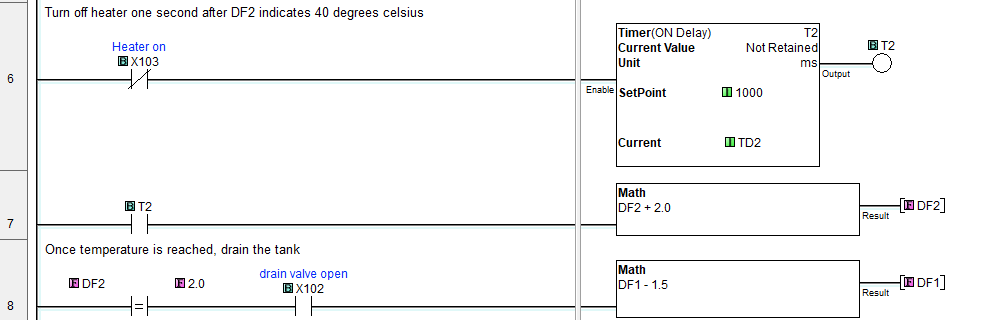 Turn off heater one second after DF2 indicates 40 degrees celsius
Heater on
B X103
6
Timer(ON Delay) T2
Current Value Not Retained
Unit ms
Enable SetPoint I 1000
Current I TD2
B T2
Output
7
B T2
Math
DF2 + 2.0
Result
F DF2
Once temperature is reached, drain the tank
8
F DF2 F 2.0
=
drain valve open
B X102
Math
DF1 - 1.5
Result
F DF1